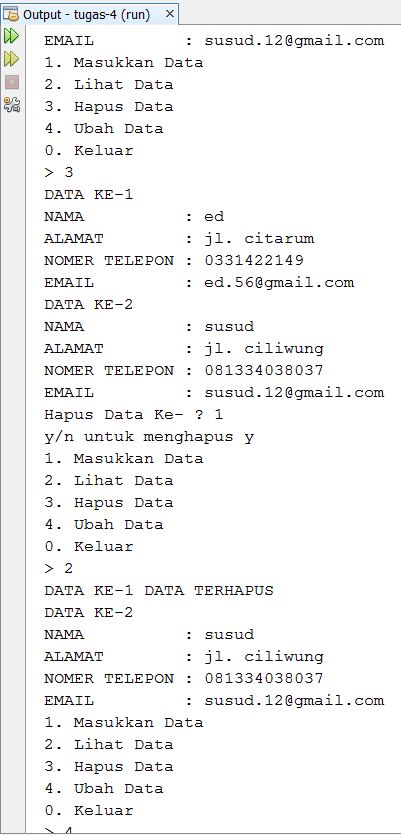 Output - tugas-4 (run)
EMAIL : susud.12@gmail.com
1. Masukkan Data
2. Lihat Data
3. Hapus Data
4. Ubah Data
0. Keluar
> 3
DATA KE-1
NAMA : ed
ALAMAT : jl. citarum
NOMER TELEPON : 0331422149
EMAIL : ed.56@gmail.com
DATA KE-2
NAMA : susud
ALAMAT : jl. ciliwung
NOMER TELEPON : 081334038037
EMAIL : susud.12@gmail.com
Hapus Data Ke- ? 1
y/n untuk menghapus y
1. Masukkan Data
2. Lihat Data
3. Hapus Data
4. Ubah Data
0. Keluar
> 2
DATA KE-1 DATA TERHAPUS
DATA KE-2
NAMA : susud
ALAMAT : jl. ciliwung
NOMER TELEPON : 081334038037
EMAIL : susud.12@gmail.com
1. Masukkan Data
2. Lihat Data
3. Hapus Data
4. Ubah Data
0. Keluar
> 4